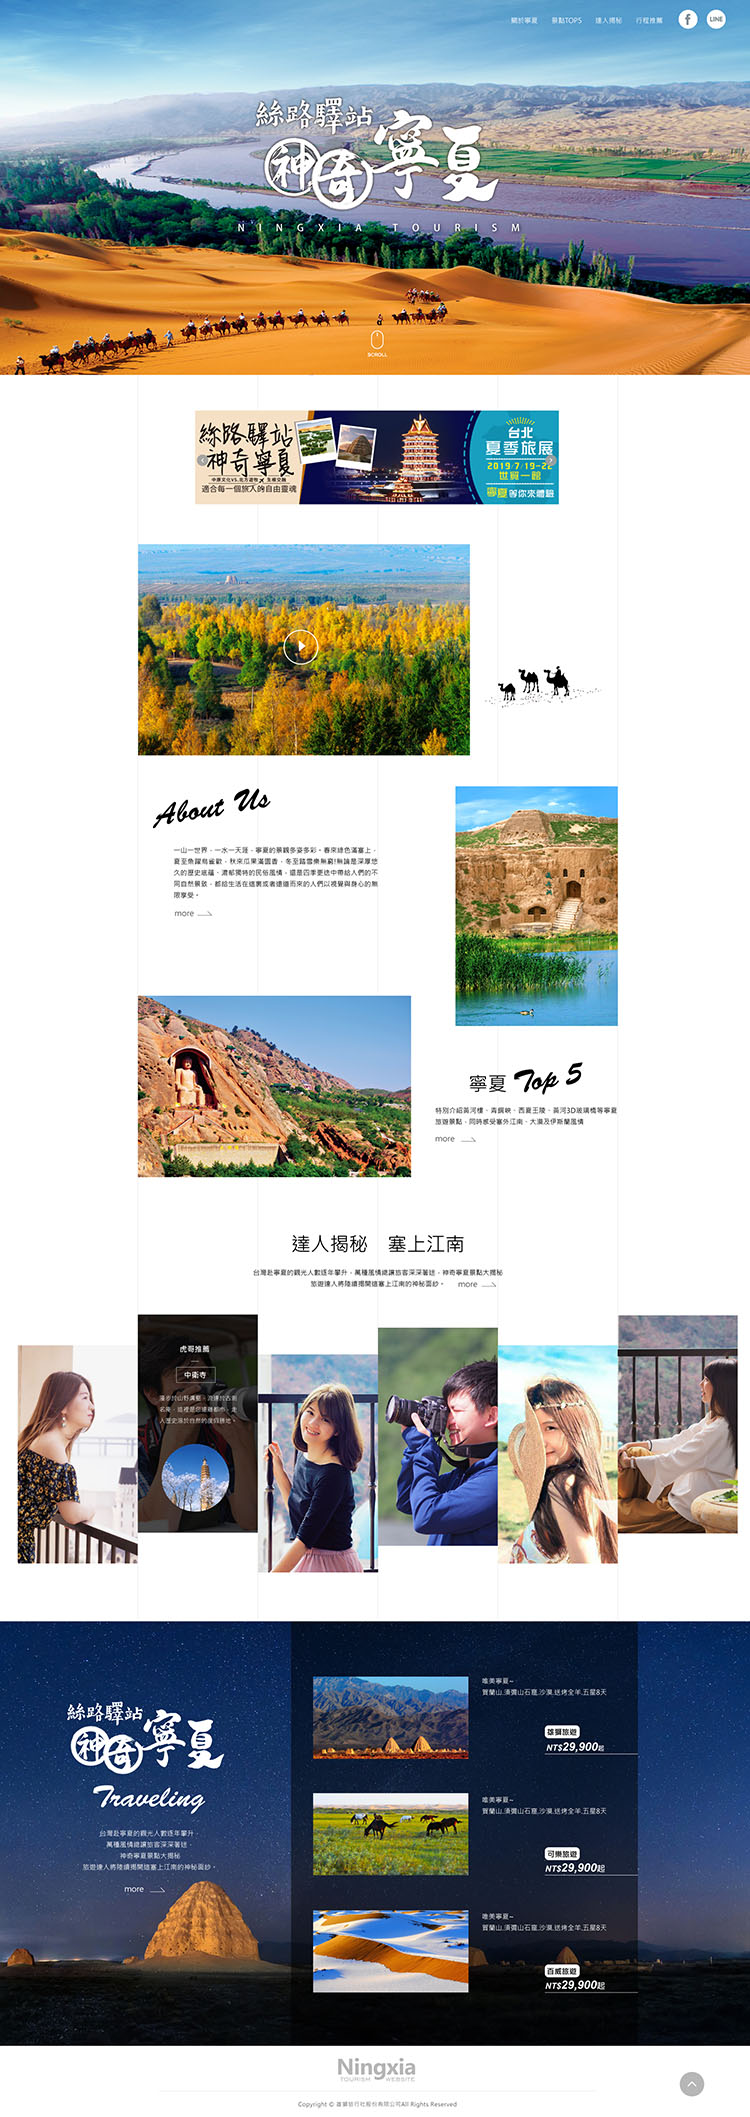 關於寧夏 景點TOP5 達人揭秘 行程推薦 f LINE
絲路驛站
神奇寧夏
NINGXIA TOURISM
SCROLL
絲路驛站
神奇寧夏
適合每一個旅人的自由靈魂
台北
夏季旅展
2019/7/19-22
世貿一館
寧夏等你來體驗
About Us
一山一世界，一水一天涯，寧夏的景觀多姿多彩。春來綠色滿塞上，
夏至魚躍鳥雀歡，秋來瓜果滿園香，冬至踏雪樂無窮!無論是深厚悠
久的歷史底蘊、濃郁獨特的民俗風情，還是四季更迭中帶給人們的不
同自然景致，都給生活在這裏或者遠道而來的人們以視覺與身心的無
限享受。
more
寧夏 Top 5
特別介紹黃河樓、青銅峽、西夏王陵、黃河3D玻璃橋等寧夏
旅遊景點，同時感受塞外江南、大漠及伊斯蘭風情
more
達人揭秘 塞上江南
台灣赴寧夏的觀光人數逐年攀升，萬種風情總讓旅客深深著迷，神奇寧夏景點大揭秘
旅遊達人將陸續揭開這塞上江南的神秘面紗。 more
虎哥推薦
中衛寺
絲路驛站
神奇寧夏
Traveling
台灣赴寧夏的觀光人數逐年攀升
萬種風情總讓旅客深深著迷，
神奇寧夏景點大揭秘
旅遊達人將陸續揭開這塞上江南的神秘面紗。
more
唯美寧夏~
賀蘭山,須彌山石窟,沙漠,送烤全羊,五星8天
雄獅旅遊
NT$29,900起
唯美寧夏~
賀蘭山,須彌山石窟,沙漠,送烤全羊,五星8天
可樂旅遊
NT$29,900起
唯美寧夏~
賀蘭山,須彌山石窟,沙漠,送烤全羊,五星8天
百威旅遊
NT$29,900起
Ningxia
TOURISM WEBSITE
Copyright © 雄獅旅行社股份有限公司All Rights Reserved